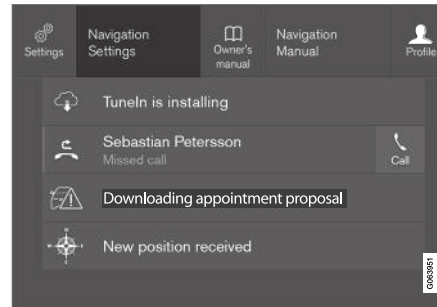 Settings
Navigation
Settings
Owner's
manual
Navigation
Manual
Profile
TuneIn is installing
Sebastian Petersson
Missed call
Call
Downloading appointment proposal
New position received
G063951